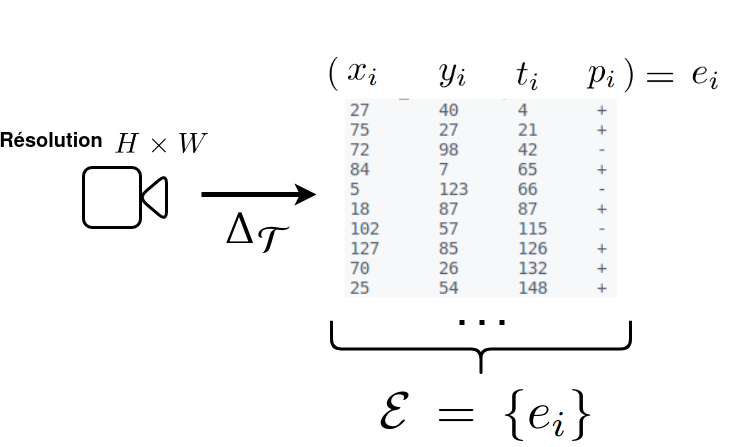 ( x_i y_i t_i p_i ) = e_i
27 40 4 +
75 27 21 +
72 98 42 -
84 7 65 +
5 123 66 -
18 87 87 +
102 57 115 -
127 85 126 +
70 26 132 +
25 54 148 +
...
Résolution H × W
Δ𝒯
ℰ = {e_i}